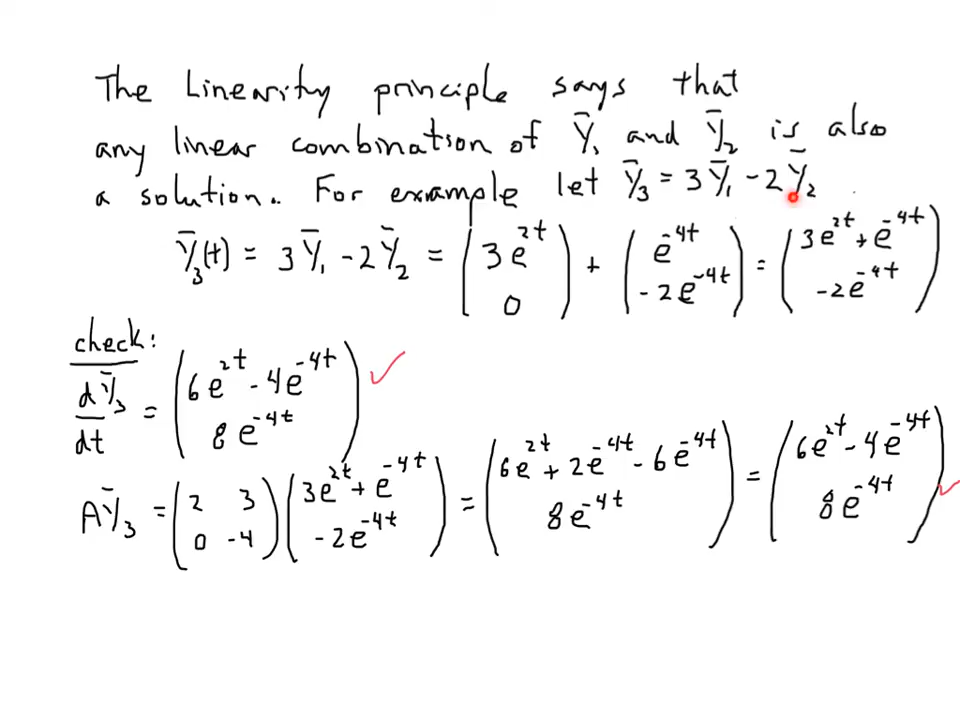 The Linearity principle says that
any linear combination of Ȳ₁ and Ȳ₂ is also
a solution. For example let Ȳ₃ = 3Ȳ₁ - 2Ȳ₂
Ȳ₃(t) = 3Ȳ₁ - 2Ȳ₂ = (3e^{2t} ; 0) + (e^{-4t} ; -2e^{-4t}) = (3e^{2t} + e^{-4t} ; -2e^{-4t})
check:
dȲ₃/dt = (6e^{2t} - 4e^{-4t} ; 8e^{-4t}) ✓
AȲ₃ = (2 3 ; 0 -4) (3e^{2t} + e^{-4t} ; -2e^{-4t}) = (6e^{2t} + 2e^{-4t} - 6e^{-4t} ; 8e^{-4t}) = (6e^{2t} - 4e^{-4t} ; 8e^{-4t}) ✓